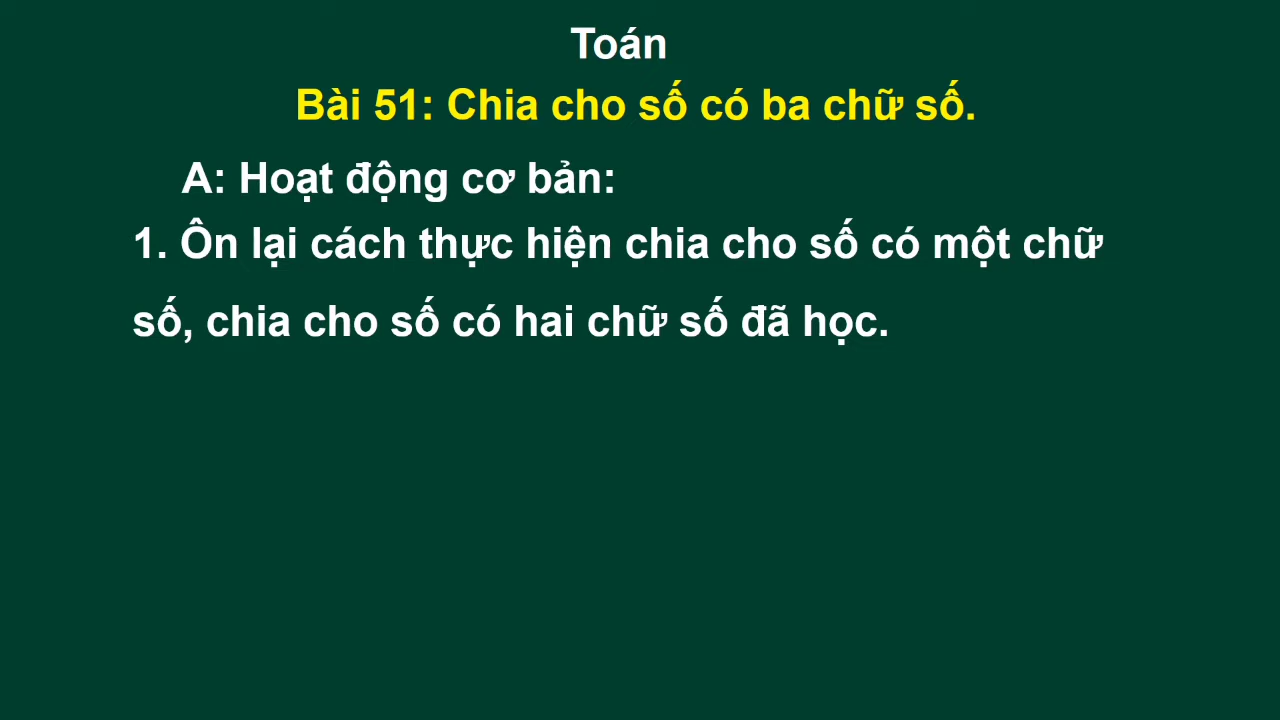 Toán
Bài 51: Chia cho số có ba chữ số.
A: Hoạt động cơ bản:
1. Ôn lại cách thực hiện chia cho số có một chữ
số, chia cho số có hai chữ số đã học.